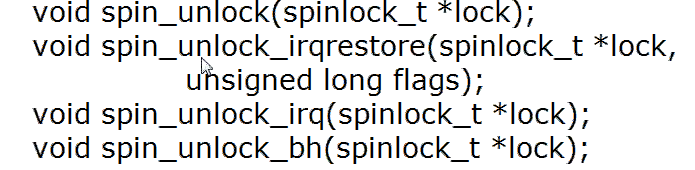 void spin_unlock(spinlock_t *lock);
void spin_unlock_irqrestore(spinlock_t *lock,
unsigned long flags);
void spin_unlock_irq(spinlock_t *lock);
void spin_unlock_bh(spinlock_t *lock);